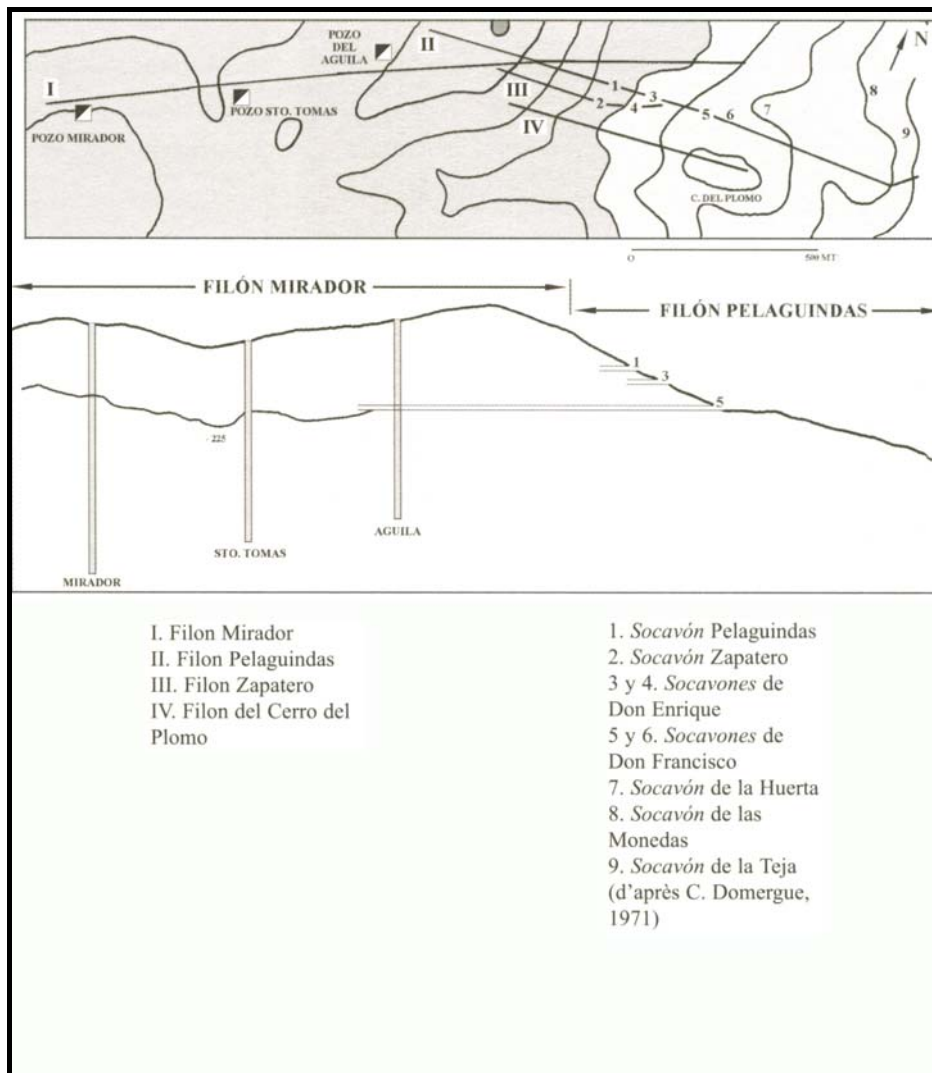 POZO
DEL
AGUILA
II
N
I
III
1
3
2
4
5
6
7
8
9
POZO STO. TOMAS
POZO MIRADOR
IV
C. DEL PLOMO
O
500 MT
FILÓN MIRADOR
FILÓN PELAGUINDAS
1
3
5
- 225
AGUILA
STO. TOMAS
MIRADOR
I. Filon Mirador
II. Filon Pelaguindas
III. Filon Zapatero
IV. Filon del Cerro del
Plomo
1. Socavón Pelaguindas
2. Socavón Zapatero
3 y 4. Socavones de
Don Enrique
5 y 6. Socavones de
Don Francisco
7. Socavón de la Huerta
8. Socavón de las
Monedas
9. Socavón de la Teja
(d'après C. Domergue,
1971)